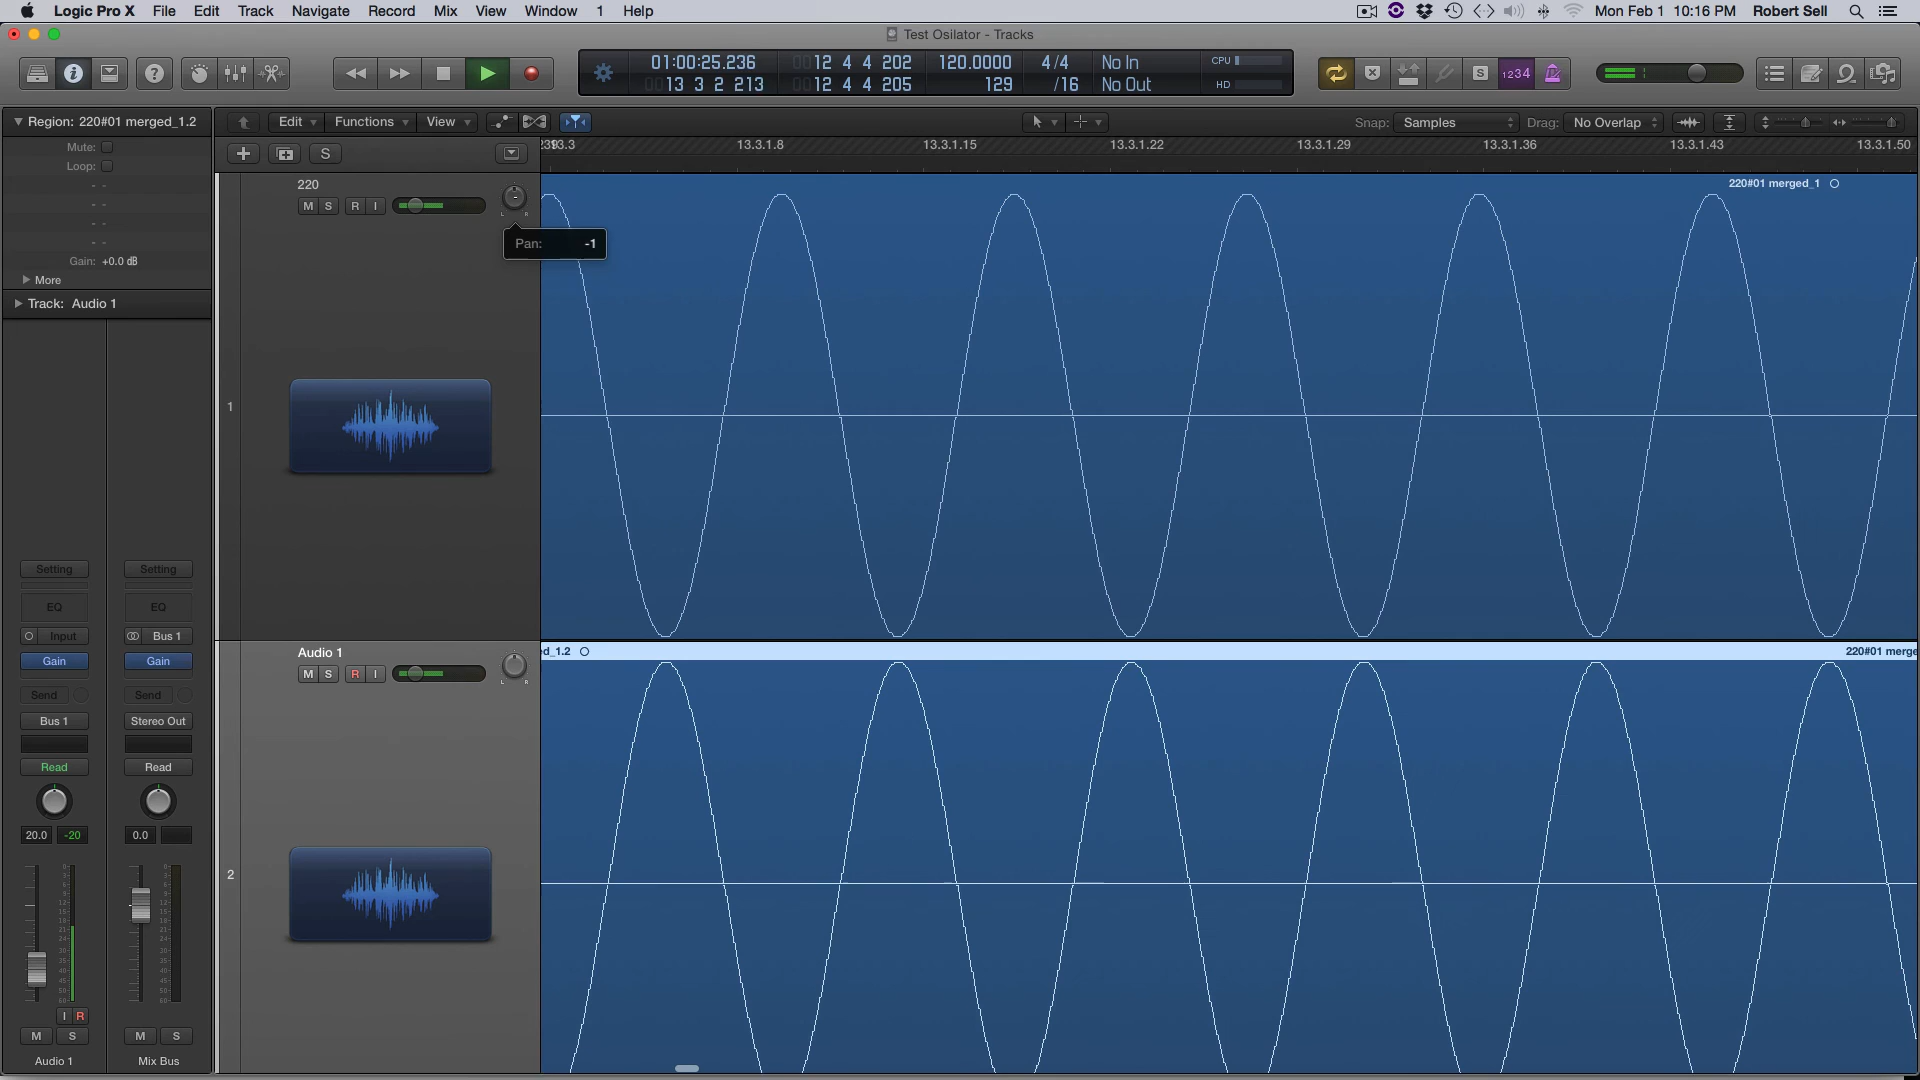 Logic Pro X File Edit Track Navigate Record Mix View Window 1 Help
Mon Feb 1 10:16 PM Robert Sell
Test Osilator - Tracks
01:00:25.236 12 4 4 202 120.0000 4/4 No In CPU
13 3 2 213 12 4 4 205 129 /16 No Out HD
S 1234
Region: 220#01 merged_1.2
Edit Functions View
Snap: Samples Drag: No Overlap
Mute:
Loop:
Gain: +0.0 dB
More
Track: Audio 1
S
13.3.1.8 13.3.1.15 13.3.1.22 13.3.1.29 13.3.1.36 13.3.1.43 13.3.1.50
220
M S R I
L R
Pan: -1
220#01 merged_1
1
Audio 1
M S R I
L R
d_1.2
220#01 merge
2
Setting Setting
EQ EQ
Input Bus 1
Gain Gain
Send Send
Bus 1 Stereo Out
Read Read
20.0 -20 0.0
I R
M S M S
Audio 1 Mix Bus